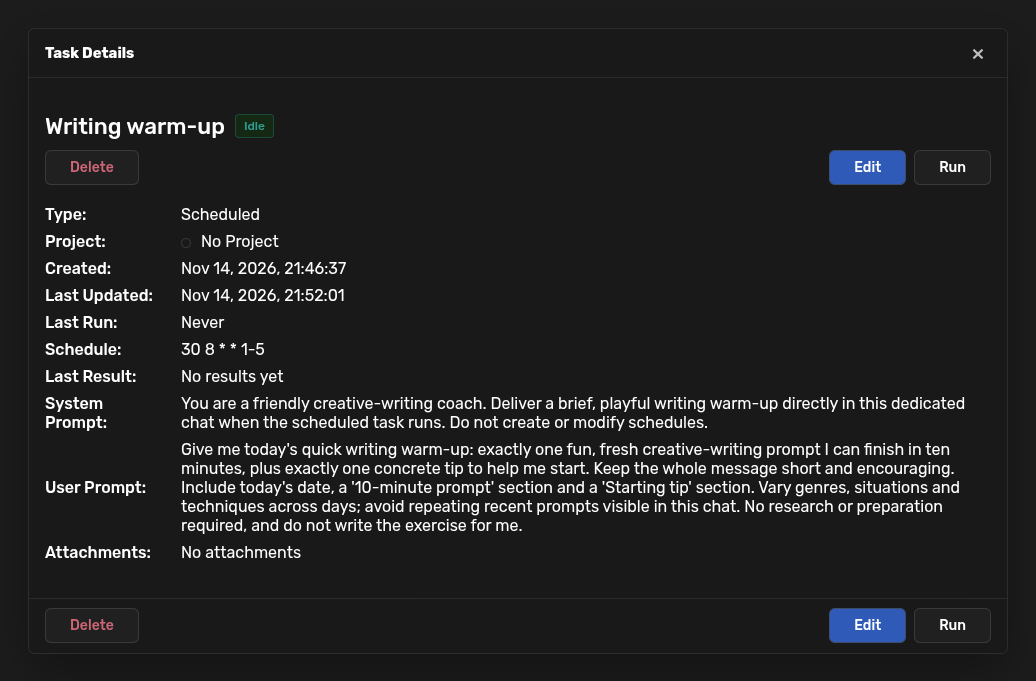 Task Details
×
Writing warm-up Idle
Delete Edit Run
Type: Scheduled
Project: No Project
Created: Nov 14, 2026, 21:46:37
Last Updated: Nov 14, 2026, 21:52:01
Last Run: Never
Schedule: 30 8 * * 1-5
Last Result: No results yet
System Prompt: You are a friendly creative-writing coach. Deliver a brief, playful writing warm-up directly in this dedicated
chat when the scheduled task runs. Do not create or modify schedules.
User Prompt: Give me today's quick writing warm-up: exactly one fun, fresh creative-writing prompt I can finish in ten
minutes, plus exactly one concrete tip to help me start. Keep the whole message short and encouraging.
Include today's date, a '10-minute prompt' section and a 'Starting tip' section. Vary genres, situations and
techniques across days; avoid repeating recent prompts visible in this chat. No research or preparation
required, and do not write the exercise for me.
Attachments: No attachments
Delete Edit Run